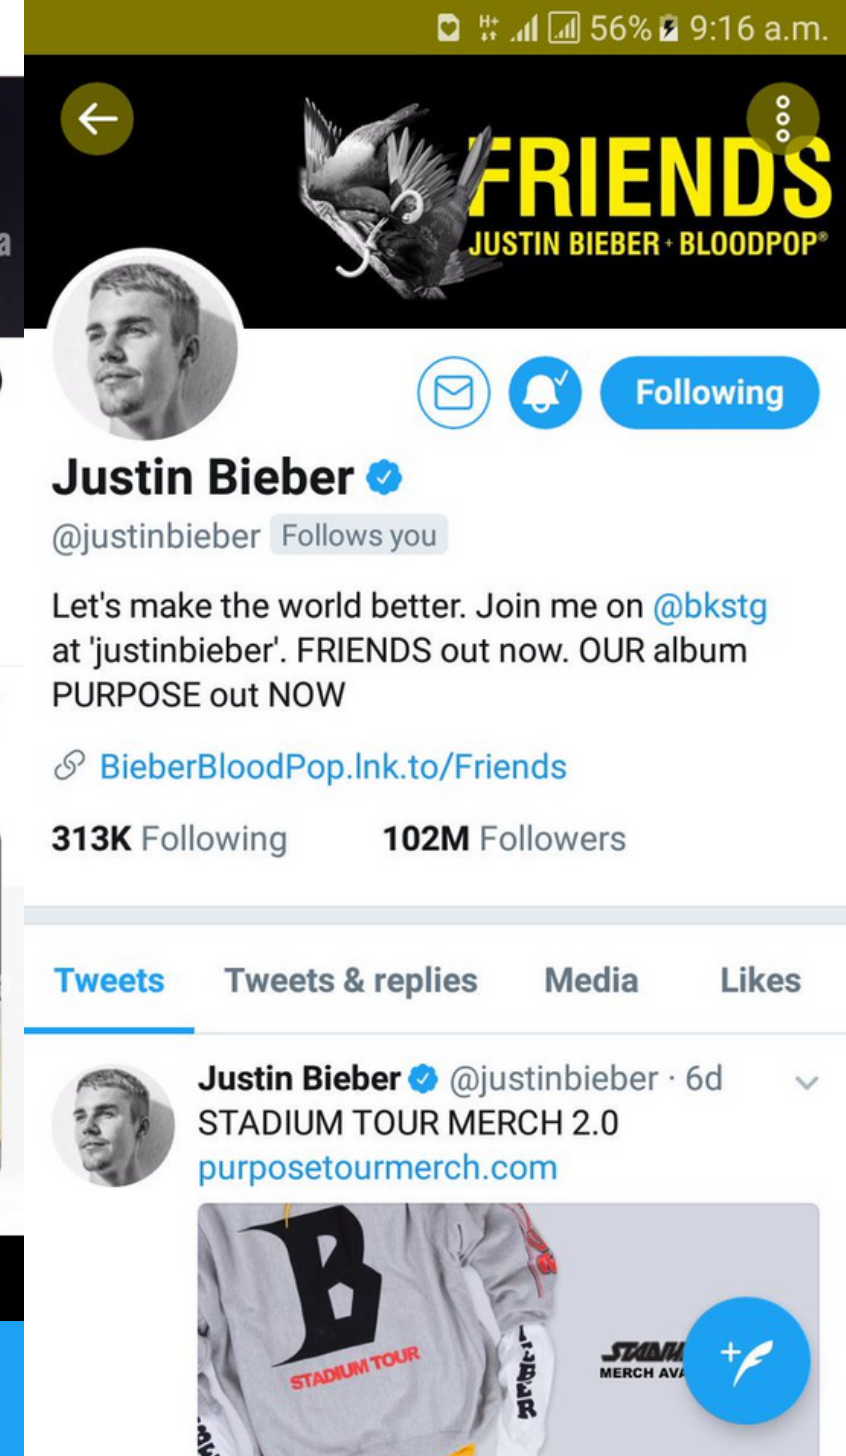 a
H+ 56% 9:16 a.m.
FRIENDS
JUSTIN BIEBER + BLOODPOP®
Following
Justin Bieber
@justinbieber Follows you
Let's make the world better. Join me on @bkstg
at 'justinbieber'. FRIENDS out now. OUR album
PURPOSE out NOW
BieberBloodPop.lnk.to/Friends
313K Following 102M Followers
Tweets Tweets & replies Media Likes
Justin Bieber @justinbieber · 6d
STADIUM TOUR MERCH 2.0
purposetourmerch.com
B
STADIUM TOUR
MERCH